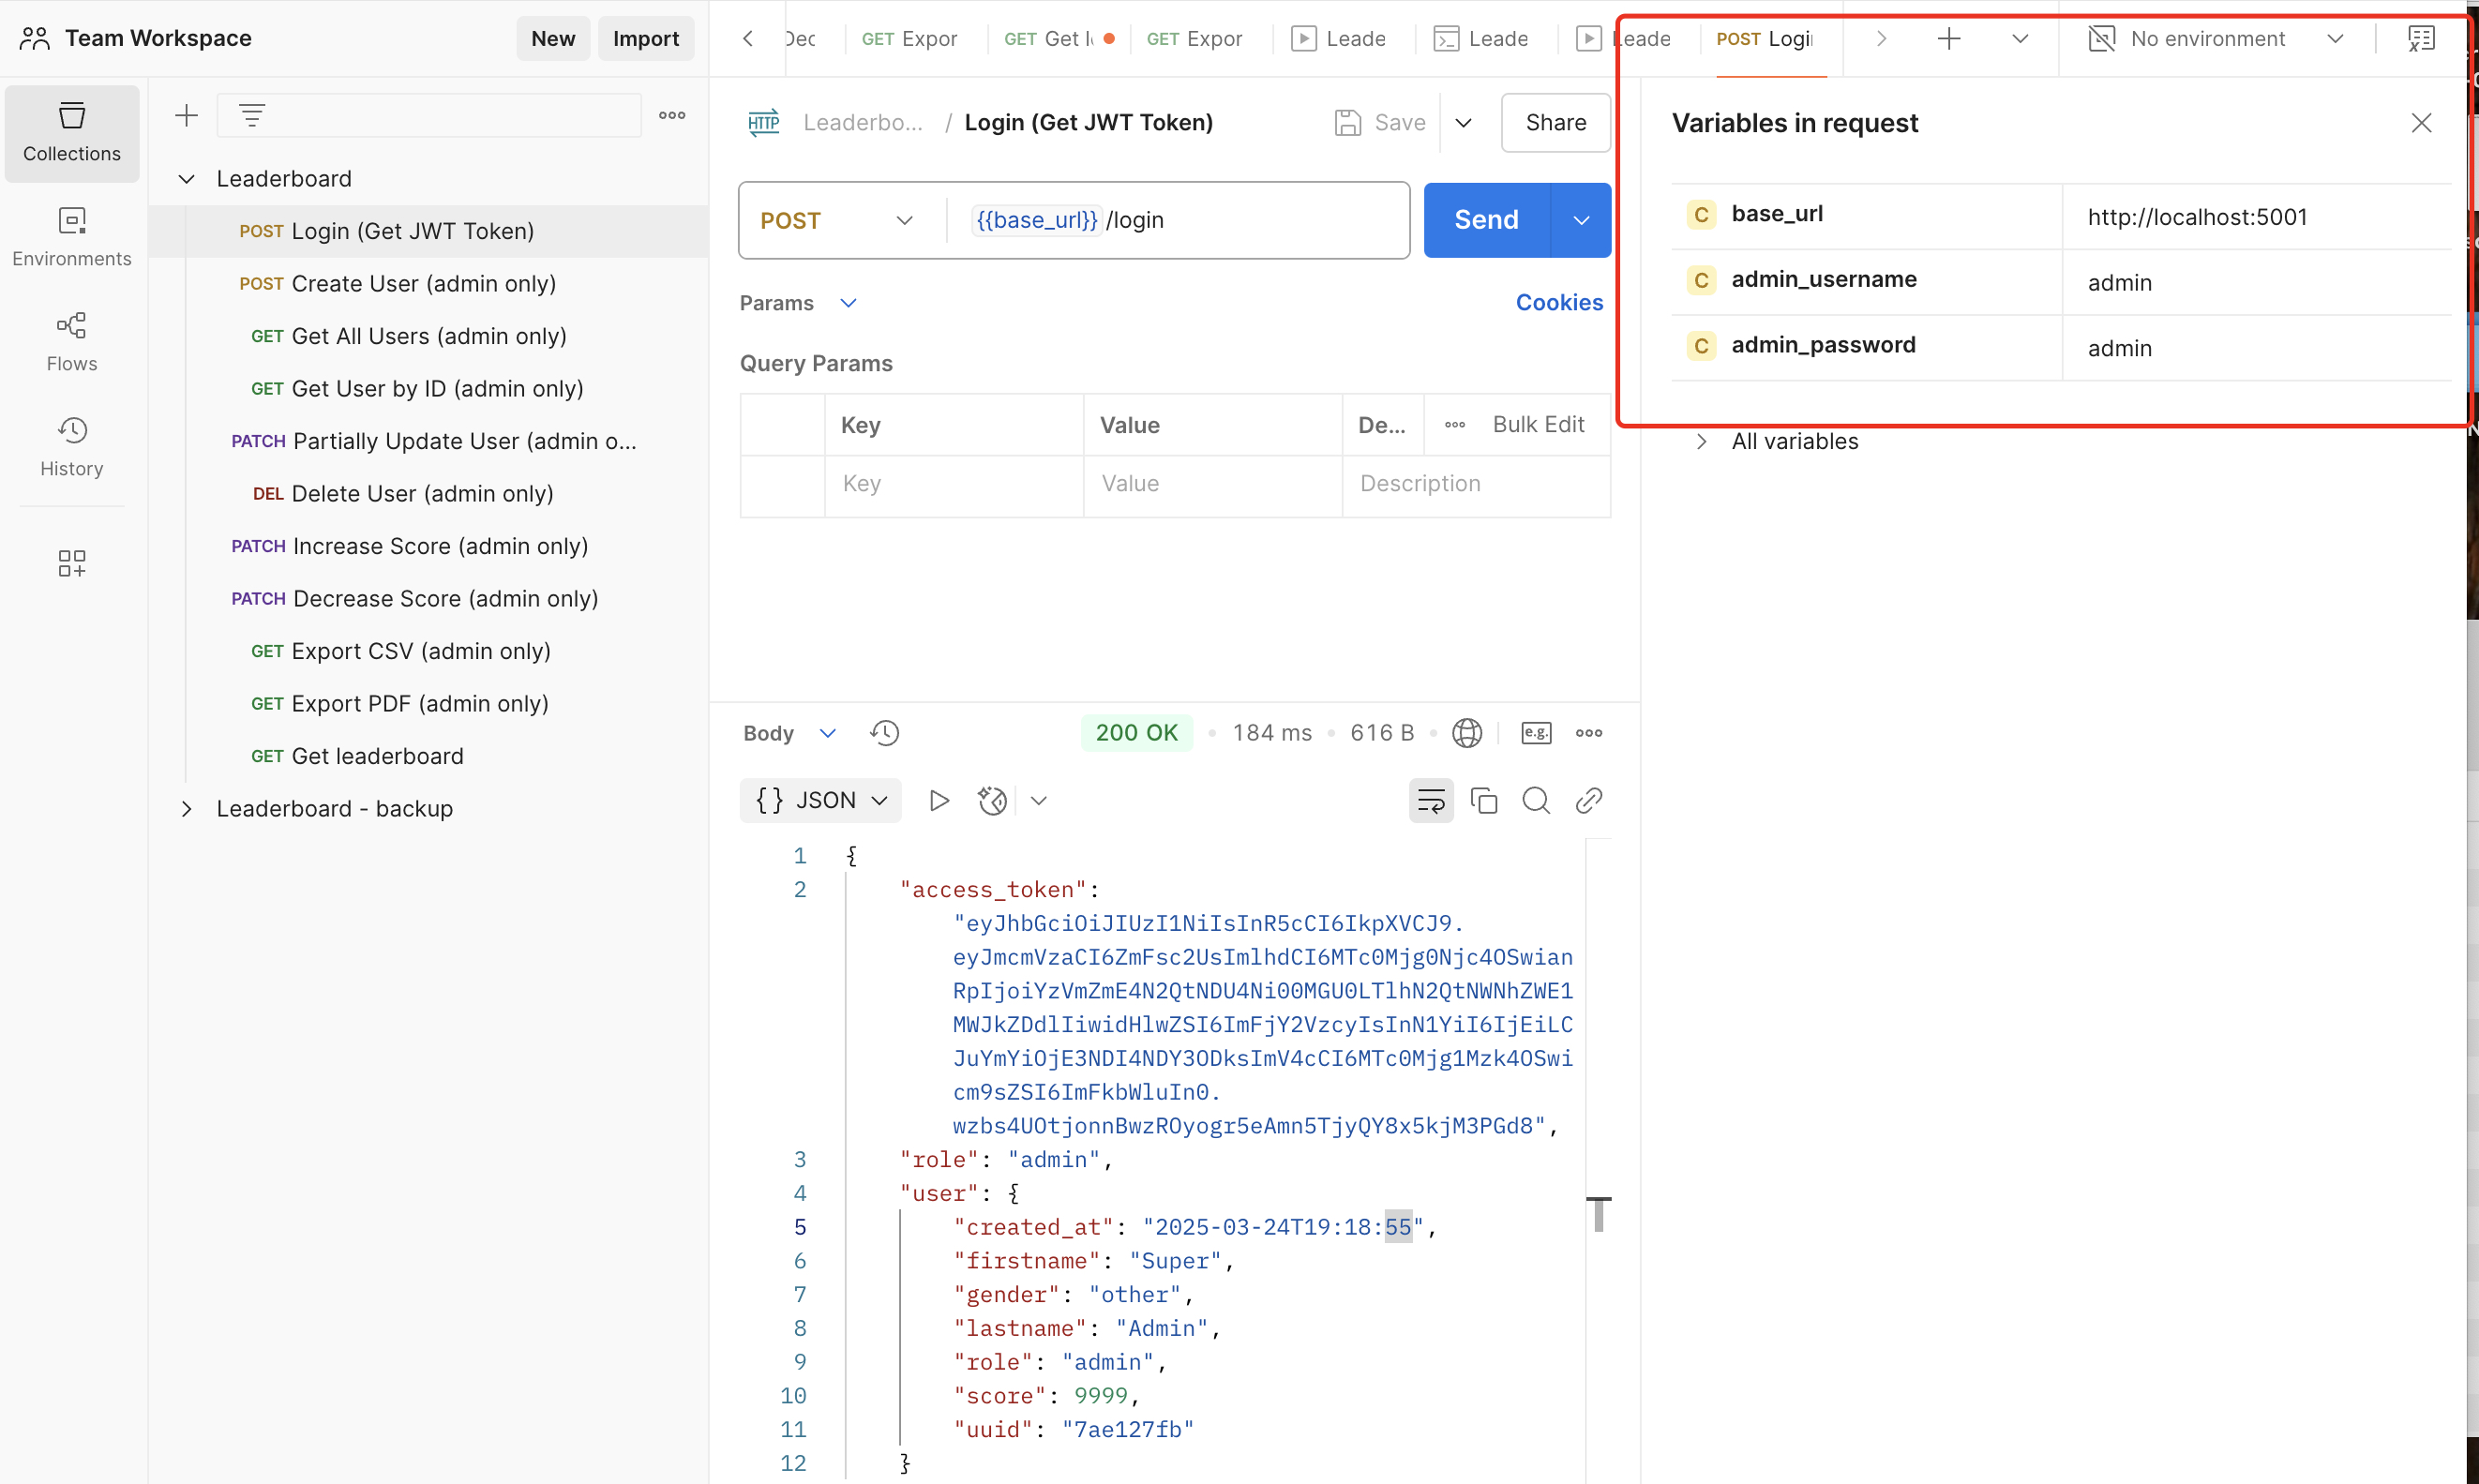 Team Workspace
New
Import
GET Expor
GET Get l
GET Expor
Leade
Leade
Leade
POST Logi
No environment
Collections
Environments
Flows
History
Leaderboard
POST Login (Get JWT Token)
POST Create User (admin only)
GET Get All Users (admin only)
GET Get User by ID (admin only)
PATCH Partially Update User (admin o...
DEL Delete User (admin only)
PATCH Increase Score (admin only)
PATCH Decrease Score (admin only)
GET Export CSV (admin only)
GET Export PDF (admin only)
GET Get leaderboard
Leaderboard - backup
HTTP Leaderbo... / Login (Get JWT Token)
Save
Share
POST
{{base_url}}/login
Send
Params
Cookies
Query Params
Key Value De... Bulk Edit
Key Value Description
Body
200 OK • 184 ms • 616 B •
e.g.
{} JSON
1 {
2 "access_token":
"eyJhbGciOiJIUzI1NiIsInR5cCI6IkpXVCJ9.
eyJmcmVzaCI6ZmFsc2UsImlhdCI6MTc0Mjg0Njc4OSwian
RpIjoiYzVmZmE4N2QtNDU4Ni00MGU0LTlhN2QtNWNhZWE1
MWJkZDdlIiwidHlwZSI6ImFjY2VzcyIsInN1YiI6IjEiLC
JuYmYiOjE3NDI4NDY3ODksImV4cCI6MTc0Mjg1Mzk4OSwi
cm9sZSI6ImFkbWluIn0.
wzbs4UOtjonnBwzROyogr5eAmn5TjyQY8x5kjM3PGd8",
3 "role": "admin",
4 "user": {
5 "created_at": "2025-03-24T19:18:55",
6 "firstname": "Super",
7 "gender": "other",
8 "lastname": "Admin",
9 "role": "admin",
10 "score": 9999,
11 "uuid": "7ae127fb"
12 }
Variables in request
C base_url http://localhost:5001
C admin_username admin
C admin_password admin
All variables